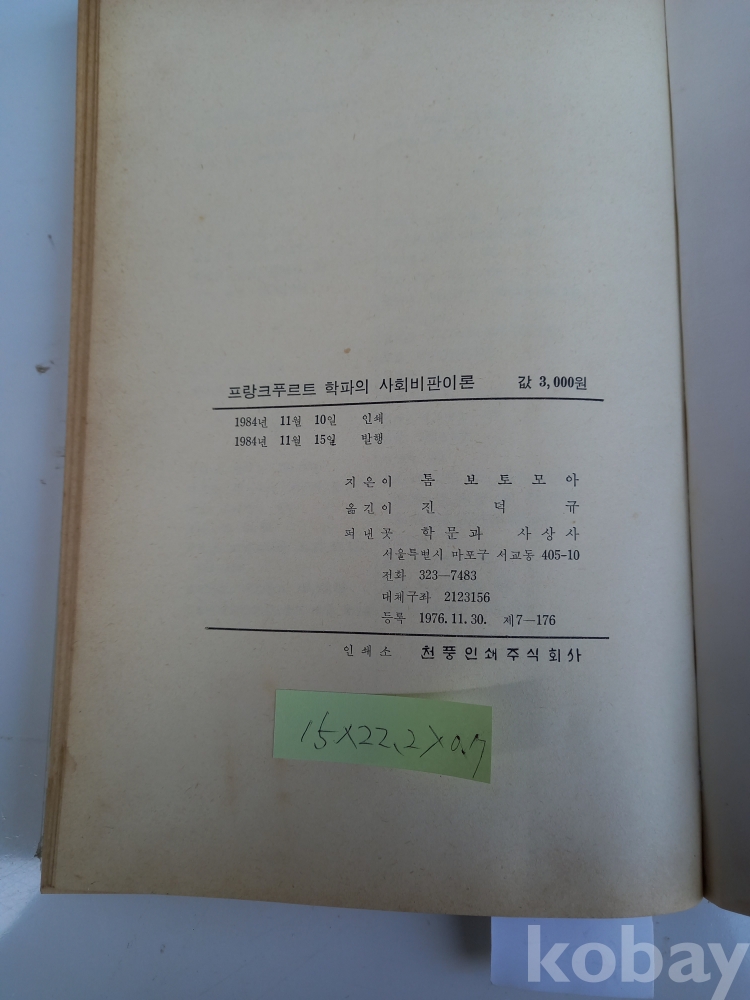 프랑크푸르트 학파의 사회비판이론 값 3,000원
1984년 11월 10일 인쇄
1984년 11월 15일 발행
지은이 톰 보토모아
옮긴이 진덕규
펴낸곳 학문과 사상사
서울특별시 마포구 서교동 405-10
전화 323—7483
대체구좌 2123156
등록 1976. 11. 30. 제7—176
인쇄소 천풍인쇄주식회사
15×22.2×0.7
kobay